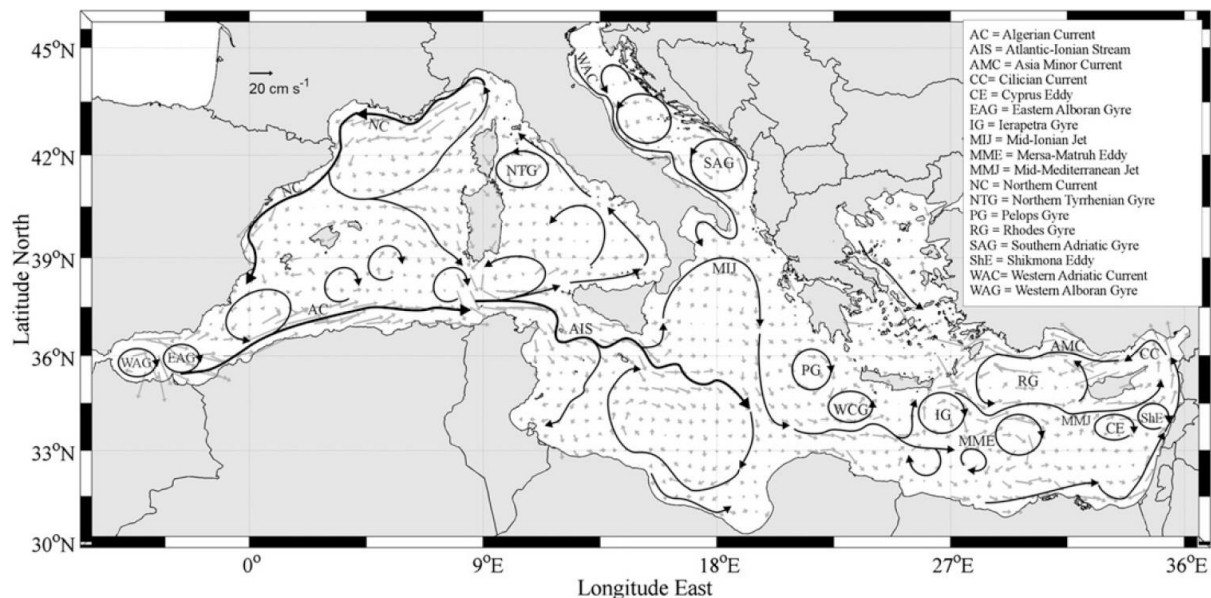 45°N
42°N
39°N
36°N
33°N
30°N
Latitude North
20 cm s⁻¹
AC = Algerian Current
AIS = Atlantic-Ionian Stream
AMC = Asia Minor Current
CC= Cilician Current
CE = Cyprus Eddy
EAG = Eastern Alboran Gyre
IG = Ierapetra Gyre
MIJ = Mid-Ionian Jet
MME = Mersa-Matruh Eddy
MMJ = Mid-Mediterranean Jet
NC = Northern Current
NTG = Northern Tyrrhenian Gyre
PG = Pelops Gyre
RG = Rhodes Gyre
SAG = Southern Adriatic Gyre
ShE = Shikmona Eddy
WAC= Western Adriatic Current
WAG = Western Alboran Gyre
WAC
NC
NTG
SAG
NC
MIJ
AC
AIS
WAG
EAG
PG
AMC
CC
RG
WCG
IG
MMJ
CE
ShE
MME
0°
9°E
18°E
27°E
36°E
Longitude East